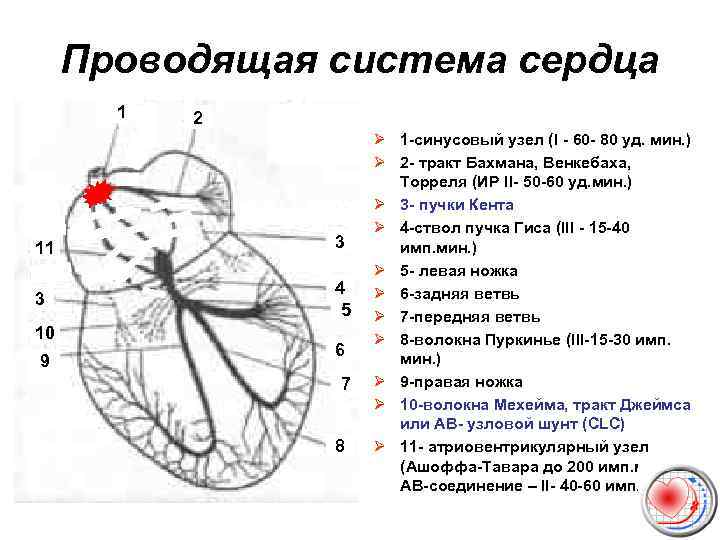 Проводящая система сердца
1
2
11
3
3
4
5
10
6
9
7
8
Ø 1-синусовый узел (I - 60- 80 уд. мин.)
Ø 2- тракт Бахмана, Венкебаха,
Торреля (ИР II- 50-60 уд.мин.)
Ø 3- пучки Кента
Ø 4-ствол пучка Гиса (III - 15-40
имп.мин.)
Ø 5- левая ножка
Ø 6-задняя ветвь
Ø 7-передняя ветвь
Ø 8-волокна Пуркинье (III-15-30 имп.
мин.)
Ø 9-правая ножка
Ø 10-волокна Мехейма, тракт Джеймса
или АВ- узловой шунт (CLC)
Ø 11- атриовентрикулярный узел
(Ашоффа-Тавара до 200
АВ-соединение – II- 40-60 имп.